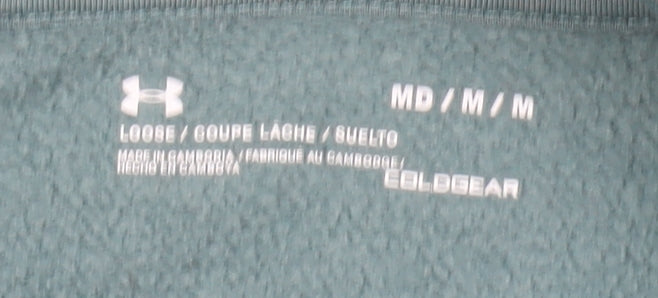 MD / M / M
LOOSE / COUPE LÂCHE / SUELTO
MADE IN CAMBODIA / FABRIQUÉ AU CAMBODGE /
HECHO EN CAMBOYA
COLDGEAR